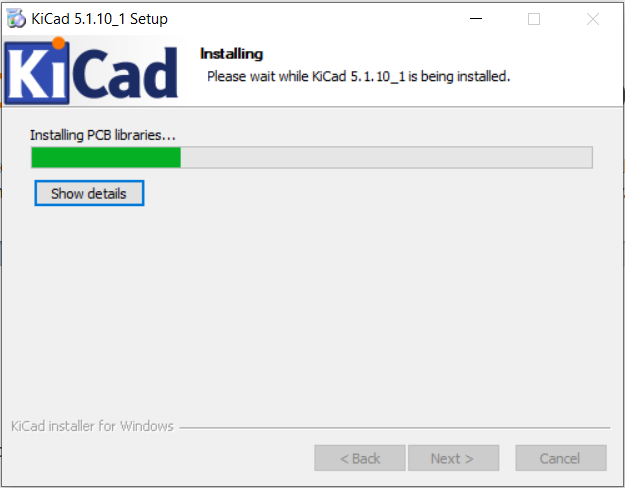 KiCad 5.1.10_1 Setup
KiCad
Installing
Please wait while KiCad 5.1.10_1 is being installed.
Installing PCB libraries...
Show details
KiCad installer for Windows
< Back
Next >
Cancel